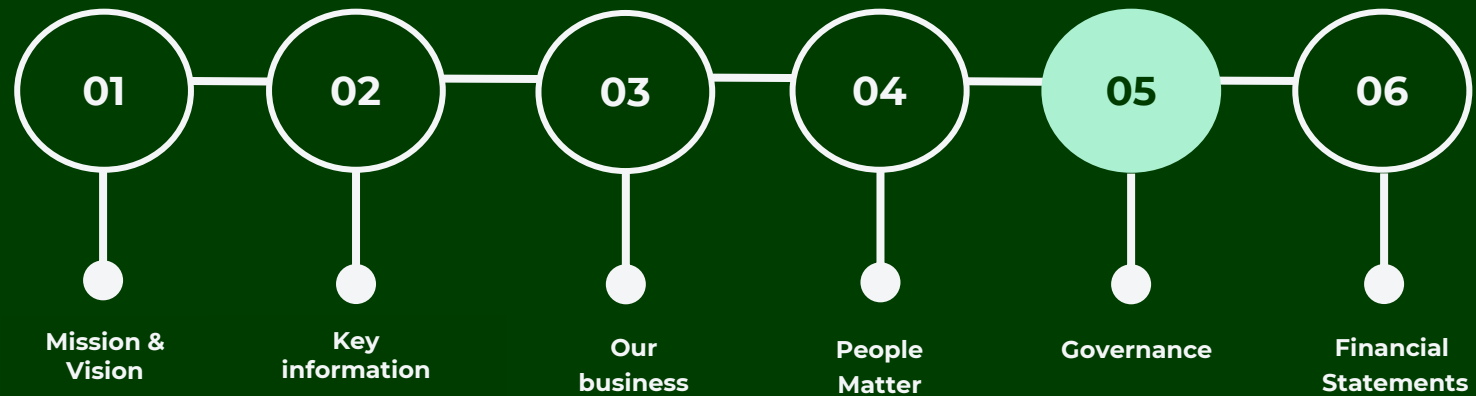 01
02
03
04
05
06
Mission &
Vision
Key
information
Our
business
People
Matter
Governance
Financial
Statements